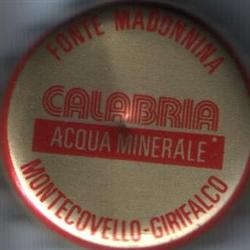 FONTE MADONNINA
CALABRIA
ACQUA MINERALE*
MONTECOVELLO-GIRIFALCO